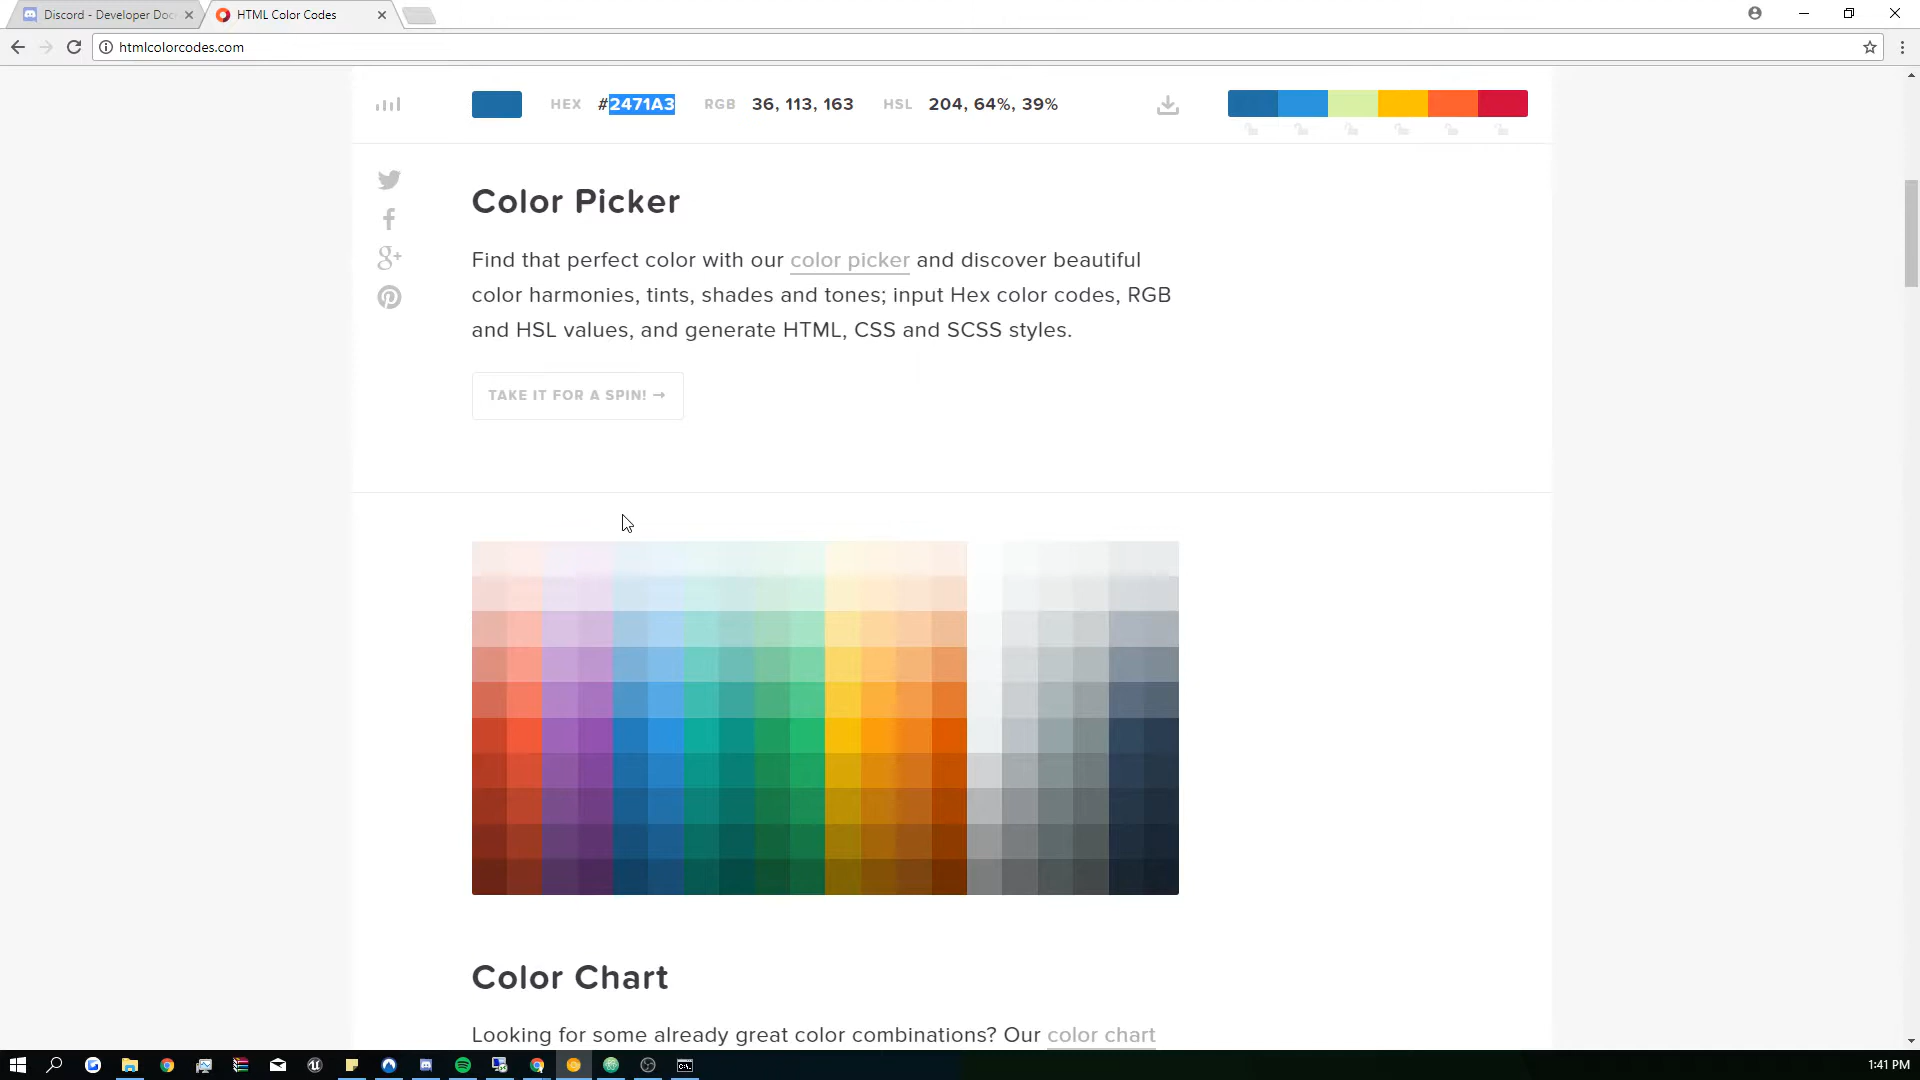 Discord - Developer Doc
HTML Color Codes
htmlcolorcodes.com
HEX #2471A3 RGB 36, 113, 163 HSL 204, 64%, 39%
Color Picker
Find that perfect color with our color picker and discover beautiful
color harmonies, tints, shades and tones; input Hex color codes, RGB
and HSL values, and generate HTML, CSS and SCSS styles.
TAKE IT FOR A SPIN! →
Color Chart
Looking for some already great color combinations? Our color chart
1:41 PM